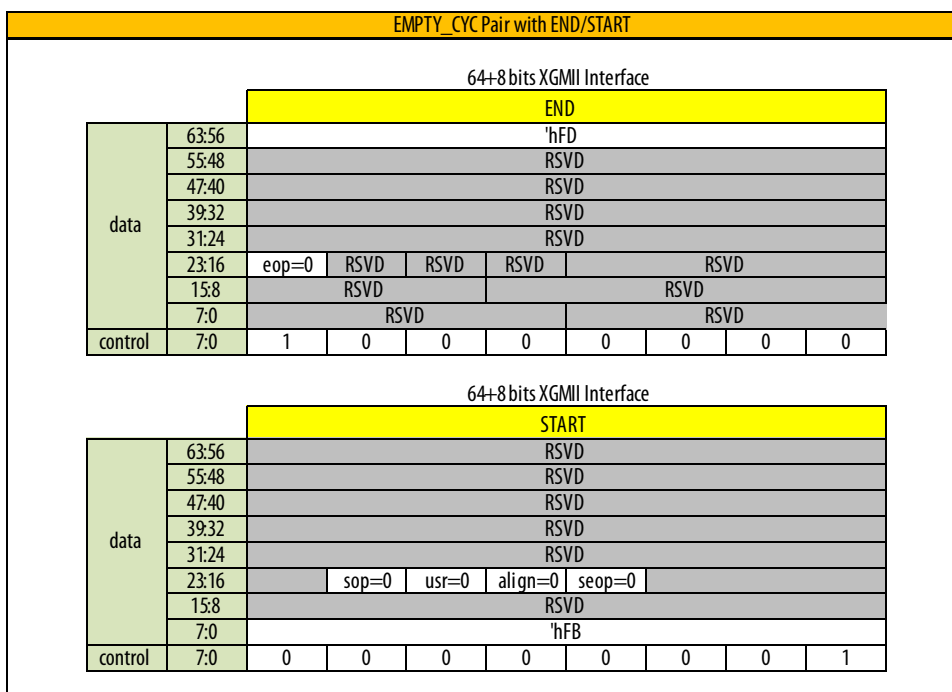 EMPTY_CYC Pair with END/START
64+8 bits XGMII Interface
END
63:56 'hFD
55:48 RSVD
47:40 RSVD
39:32 RSVD
data
31:24 RSVD
23:16 eop=0 RSVD RSVD RSVD RSVD
15:8 RSVD RSVD
7:0 RSVD RSVD
control 7:0 1 0 0 0 0 0 0 0
64+8 bits XGMII Interface
START
63:56 RSVD
55:48 RSVD
47:40 RSVD
39:32 RSVD
data
31:24 RSVD
23:16 sop=0 usr=0 align=0 seop=0
15:8 RSVD
7:0 'hFB
control 7:0 0 0 0 0 0 0 0 1